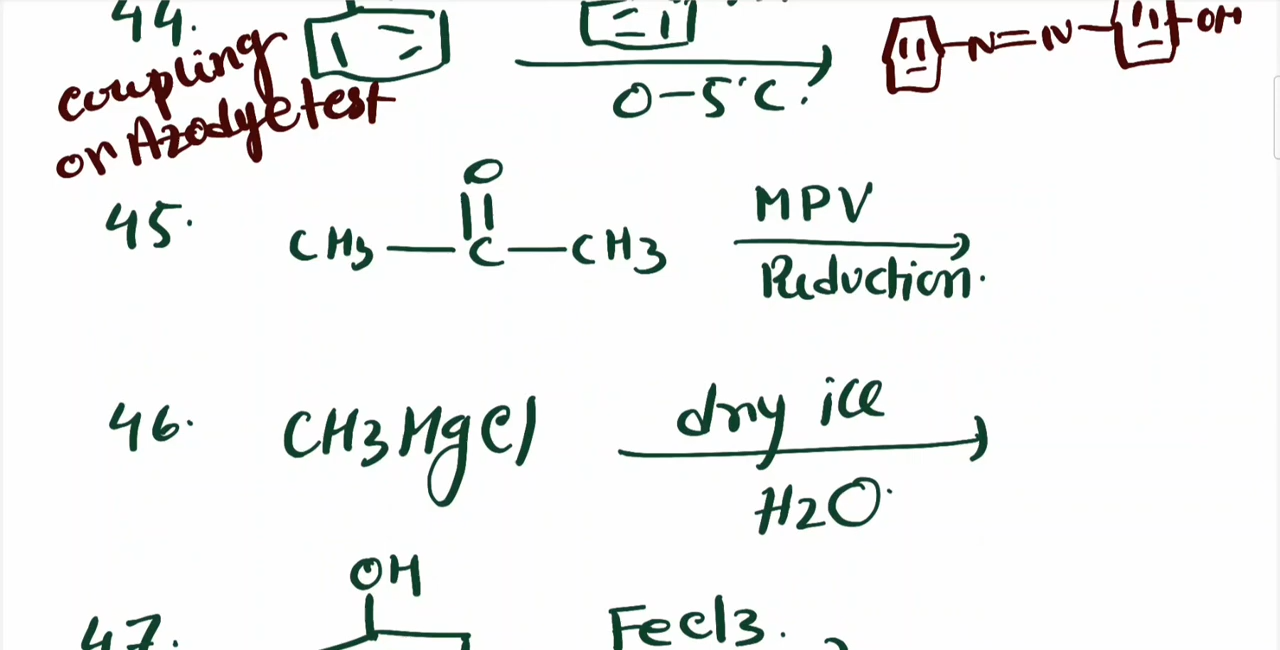 44.
coupling
or Azodye test
0-5°C.
N=N-
-OH
45.
O
||
CH3—C—CH3
MPV
Reduction.
46.
CH3MgCl
dry ice
H2O.
OH
47.
FeCl3.